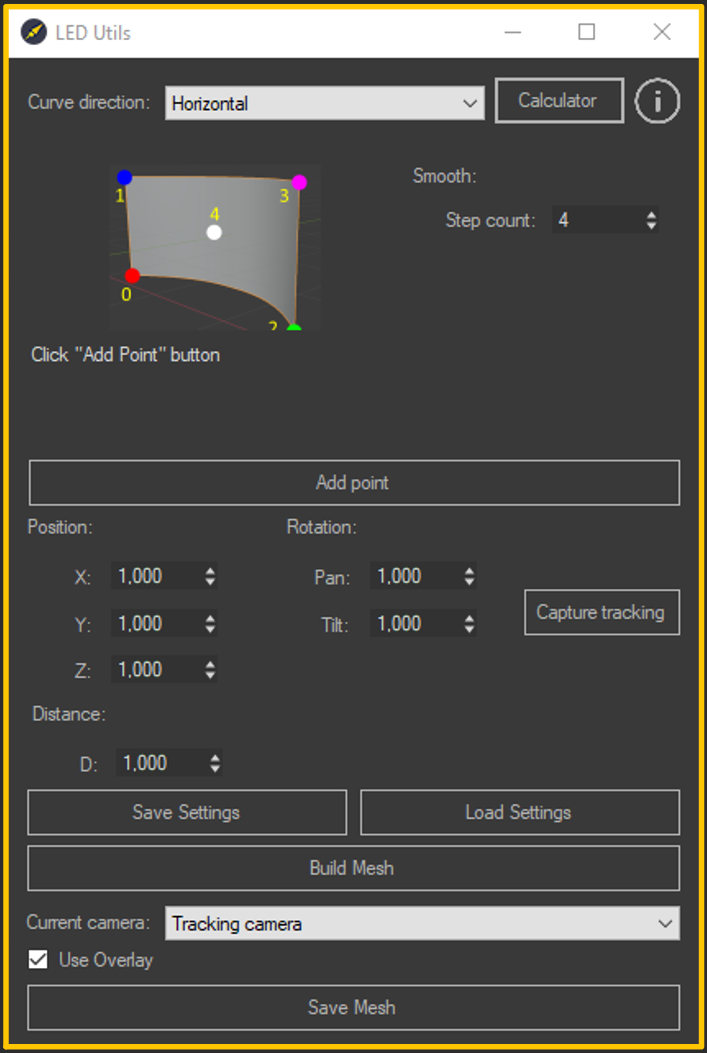 LED Utils
Curve direction: Horizontal Calculator i
Smooth:
1 3
4
Step count: 4
0
2
Click "Add Point" button
Add point
Position: Rotation:
X: 1,000 Pan: 1,000
Capture tracking
Y: 1,000 Tilt: 1,000
Z: 1,000
Distance:
D: 1,000
Save Settings Load Settings
Build Mesh
Current camera: Tracking camera
Use Overlay
Save Mesh